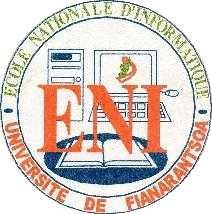 ECOLE NATIONALE D'INFORMATIQUE
ENI
UNIVERSITE DE FIANARANTSOA